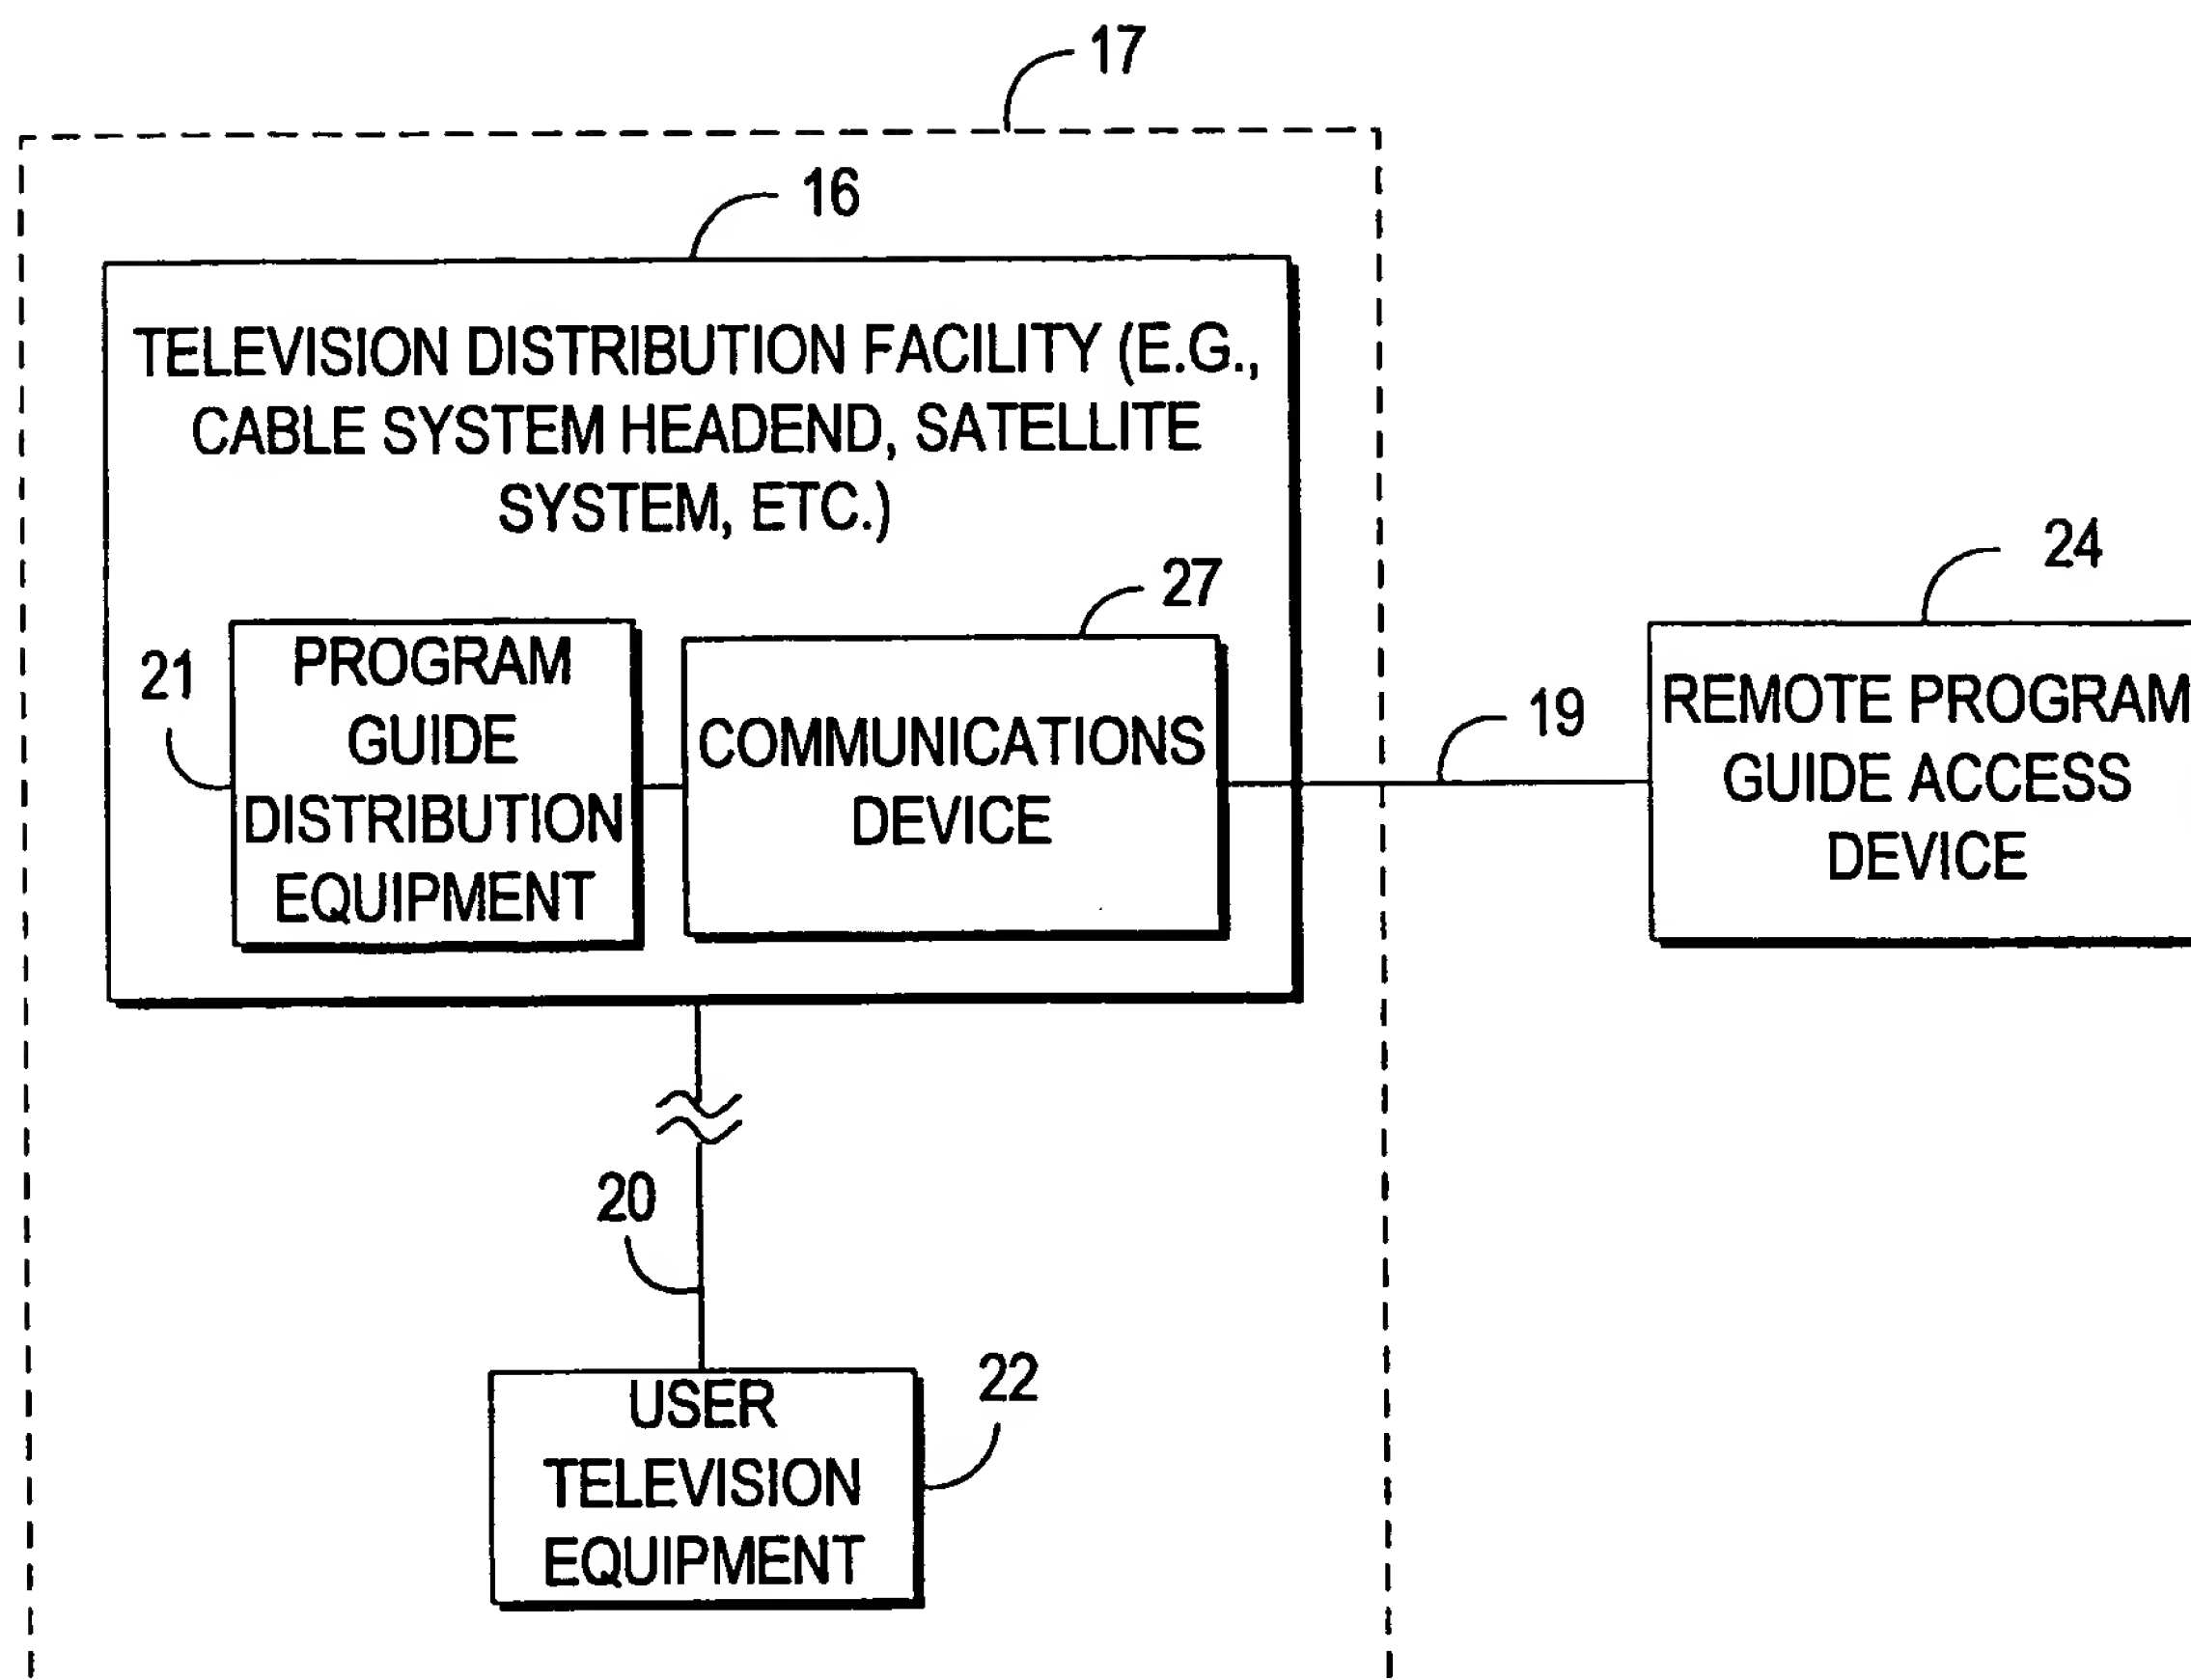 17
16
TELEVISION DISTRIBUTION FACILITY (E.G.,
CABLE SYSTEM HEADEND, SATELLITE
SYSTEM, ETC.)
27
24
21
PROGRAM
GUIDE
DISTRIBUTION
EQUIPMENT
COMMUNICATIONS
DEVICE
19
REMOTE PROGRAM
GUIDE ACCESS
DEVICE
20
22
USER
TELEVISION
EQUIPMENT